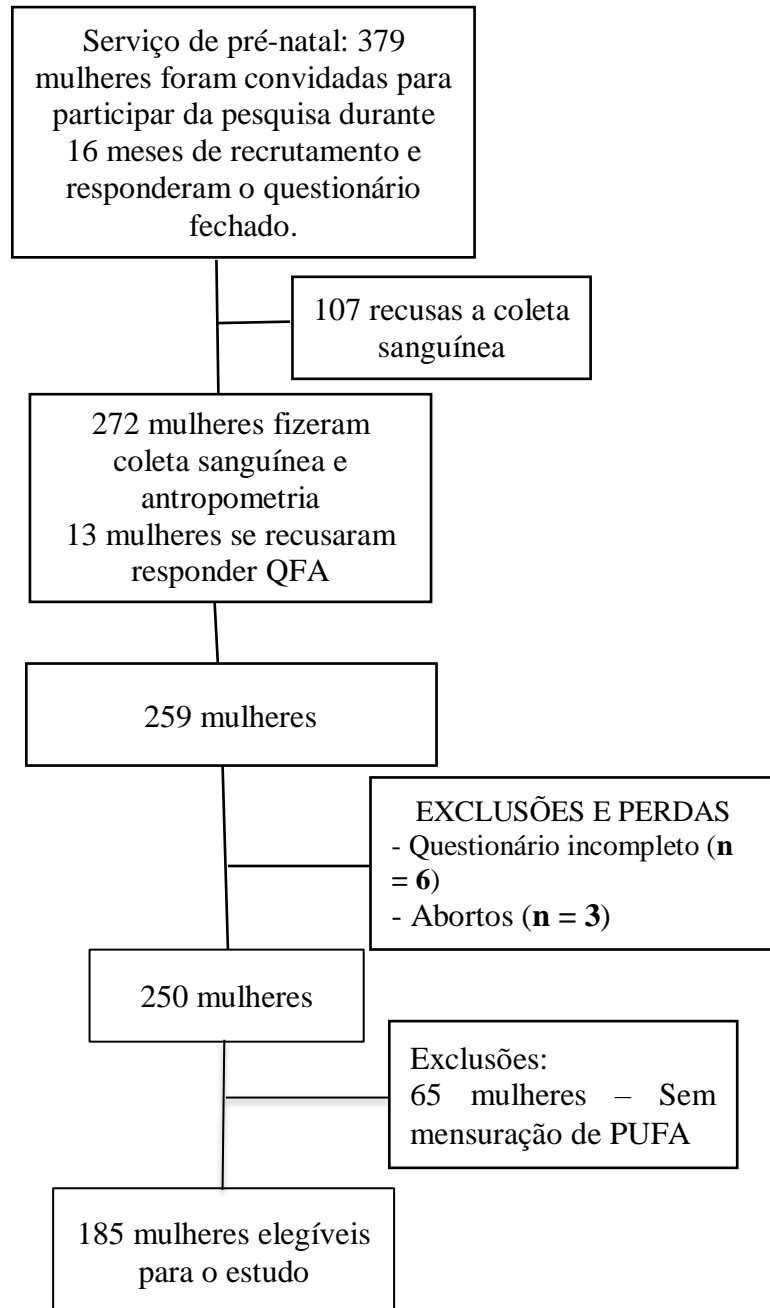 Serviço de pré-natal: 379
mulheres foram convidadas para
participar da pesquisa durante
16 meses de recrutamento e
responderam o questionário
fechado.
107 recusas a coleta
sanguínea
272 mulheres fizeram
coleta sanguínea e
antropometria
13 mulheres se recusaram
responder QFA
259 mulheres
EXCLUSÕES E PERDAS
- Questionário incompleto (n
= 6)
- Abortos (n = 3)
250 mulheres
Exclusões:
65 mulheres – Sem
mensuração de PUFA
185 mulheres elegíveis
para o estudo